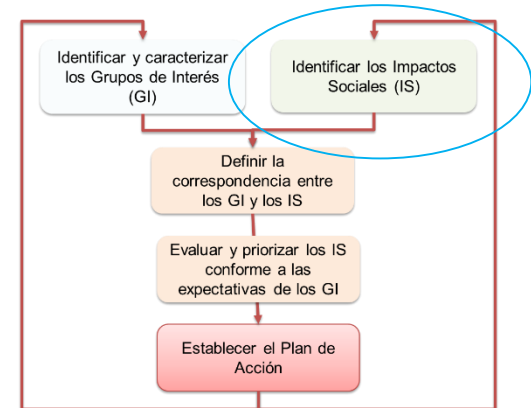 Identificar y caracterizar
los Grupos de Interés
(GI)
Identificar los Impactos
Sociales (IS)
Definir la
correspondencia entre
los GI y los IS
Evaluar y priorizar los IS
conforme a las
expectativas de los GI
Establecer el Plan de
Acción